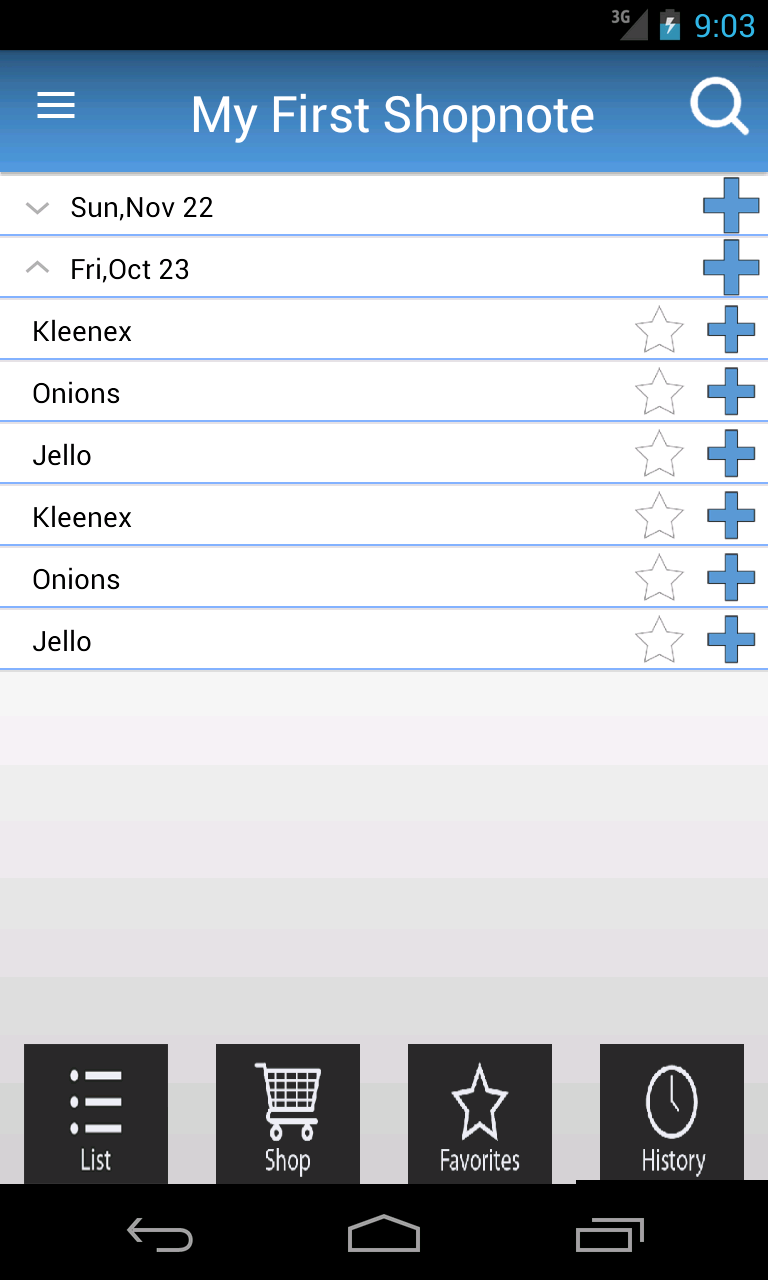 3G 9:03
My First Shopnote
Sun,Nov 22
Fri,Oct 23
Kleenex
Onions
Jello
Kleenex
Onions
Jello
List Shop Favorites History